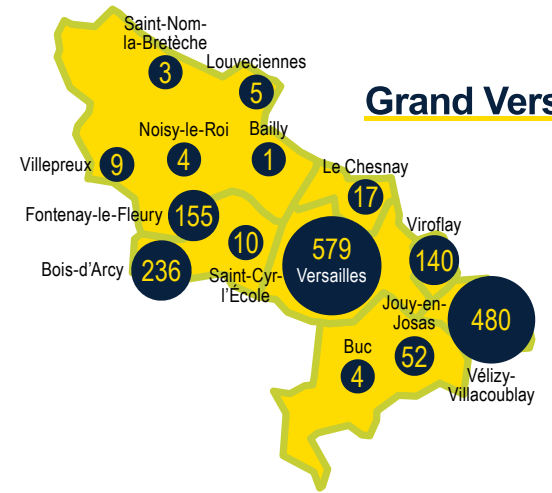 Saint-Nom-
la-Bretèche
3
Louveciennes
5
Grand Vers
Noisy-le-Roi
4
Bailly
1
Villepreux
9
Le Chesnay
17
Fontenay-le-Fleury
155
Viroflay
140
10
Saint-Cyr-
l'École
579
Versailles
Bois-d'Arcy
236
Jouy-en-
Josas
52
480
Vélizy-
Villacoublay
Buc
4